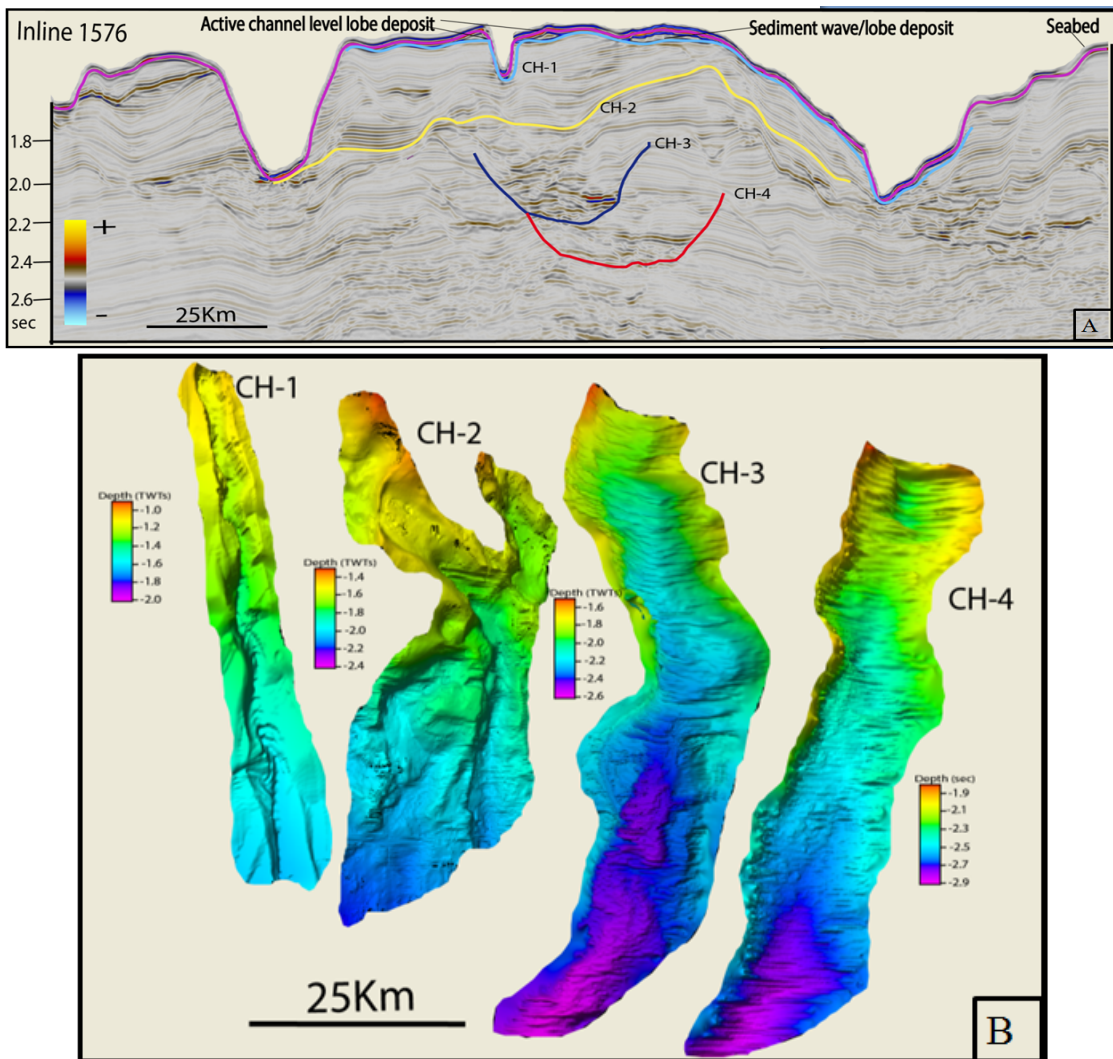 Inline 1576
Active channel level lobe deposit
Sediment wave/lobe deposit
Seabed
CH-1
CH-2
CH-3
CH-4
1.8
2.0
2.2
2.4
2.6
sec
+
-
25Km
A
CH-1
CH-2
CH-3
CH-4
Depth (TWTs)
-1.0
-1.2
-1.4
-1.6
-1.8
-2.0
Depth (TWTs)
-1.4
-1.6
-1.8
-2.0
-2.2
-2.4
Depth (TWTs)
-1.6
-1.8
-2.0
-2.2
-2.4
-2.6
Depth (sec)
-1.9
-2.1
-2.3
-2.5
-2.7
-2.9
25Km
B